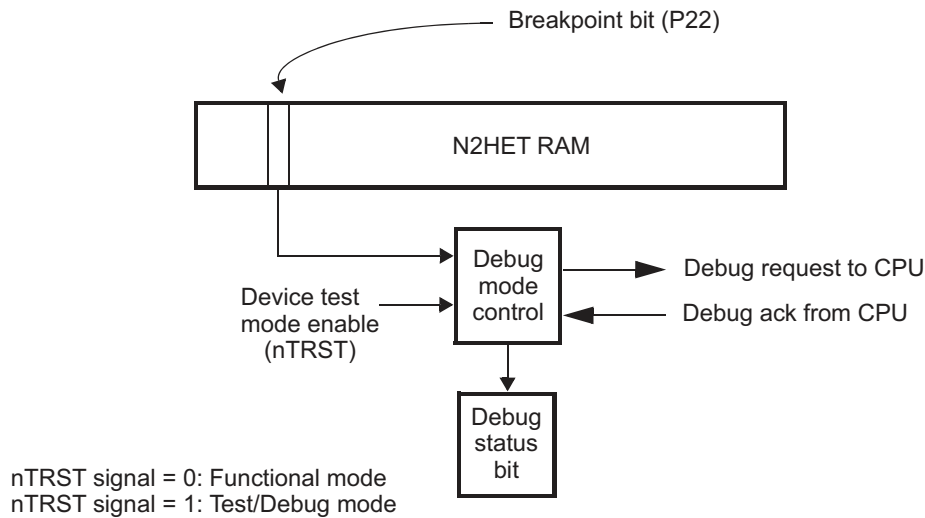 Breakpoint bit (P22)
N2HET RAM
Debug
mode
control
Debug request to CPU
Debug ack from CPU
Device test
mode enable
(nTRST)
Debug
status
bit
nTRST signal = 0: Functional mode
nTRST signal = 1: Test/Debug mode